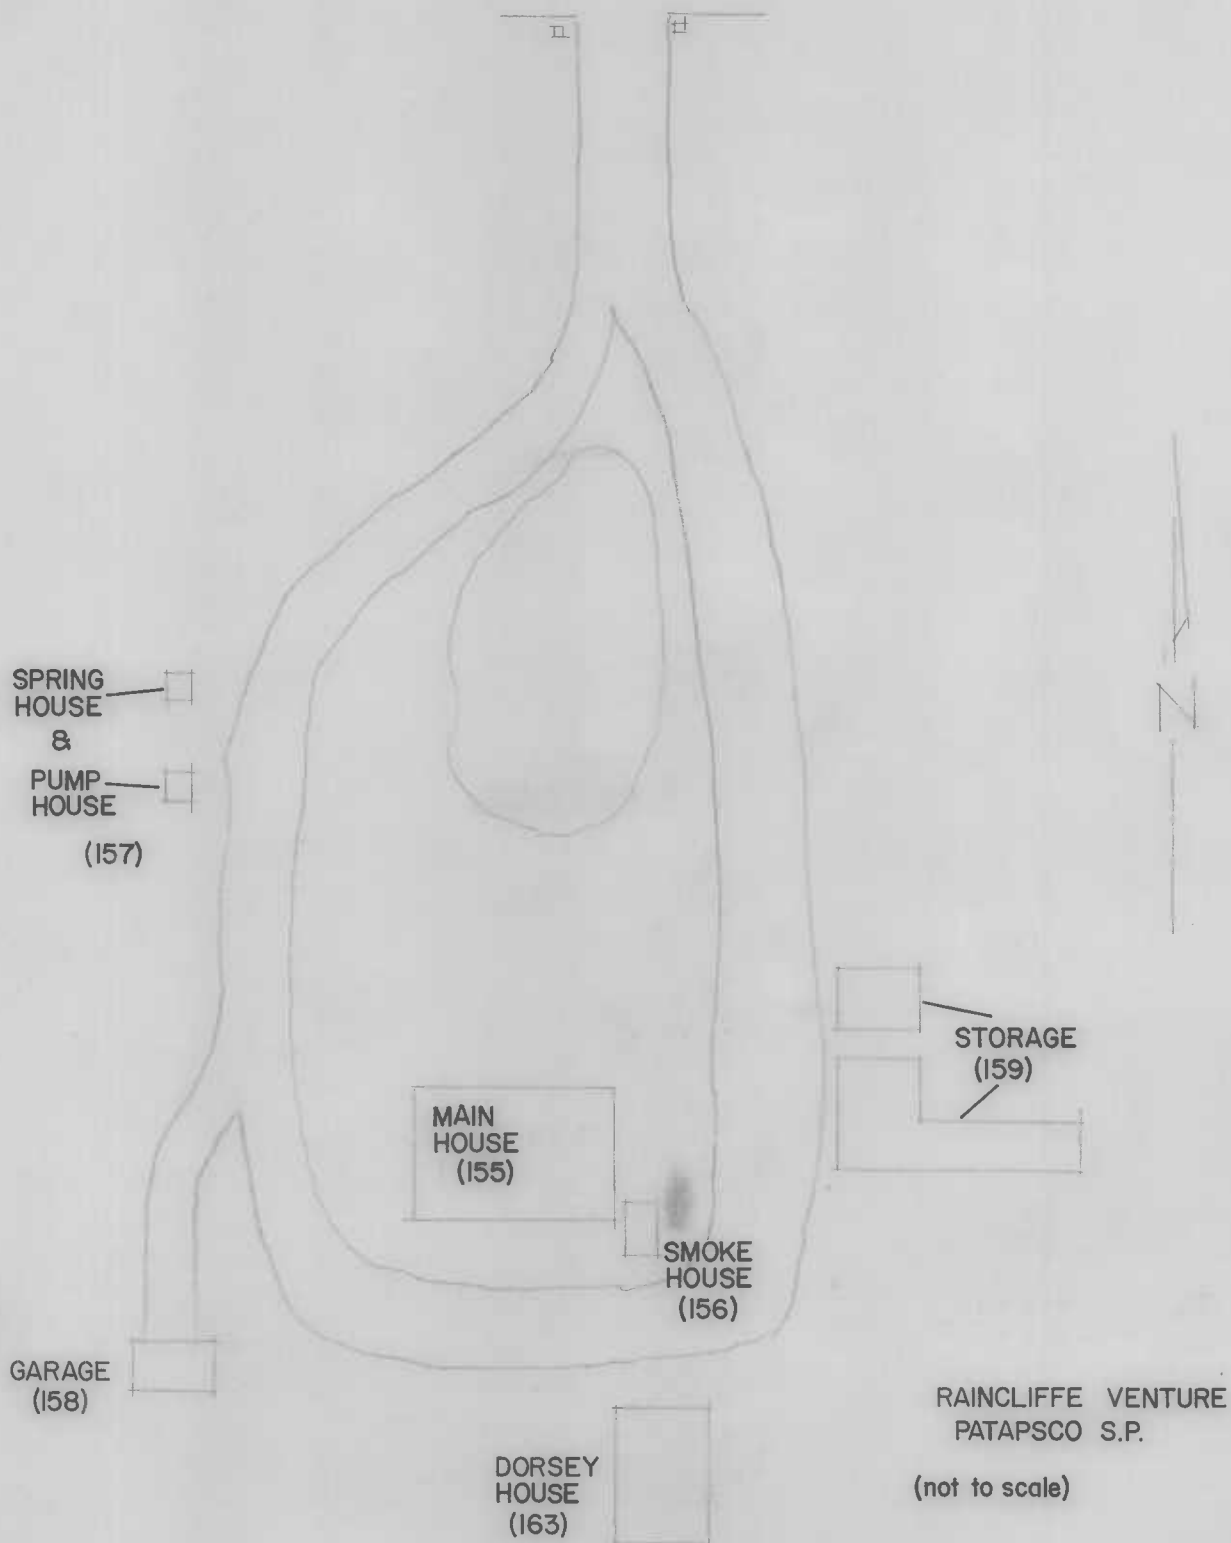 SPRING
HOUSE
&
PUMP
HOUSE
(157)
N
STORAGE
(159)
MAIN
HOUSE
(155)
SMOKE
HOUSE
(156)
GARAGE
(158)
DORSEY
HOUSE
(163)
RAINCLIFFE VENTURE
PATAPSCO S.P.
(not to scale)